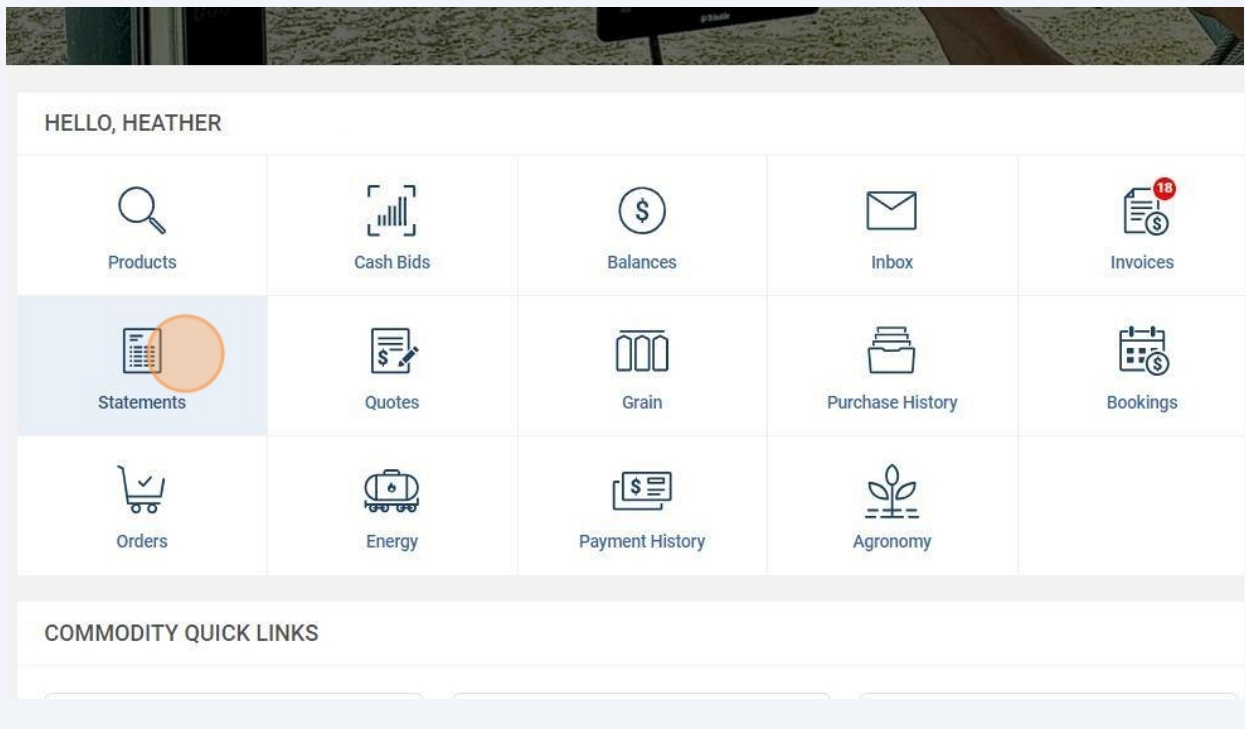 HELLO, HEATHER
Products
Cash Bids
Balances
Inbox
18
Invoices
Statements
$
Quotes
Grain
Purchase History
Bookings
Orders
Energy
Payment History
Agronomy
COMMODITY QUICK LINKS